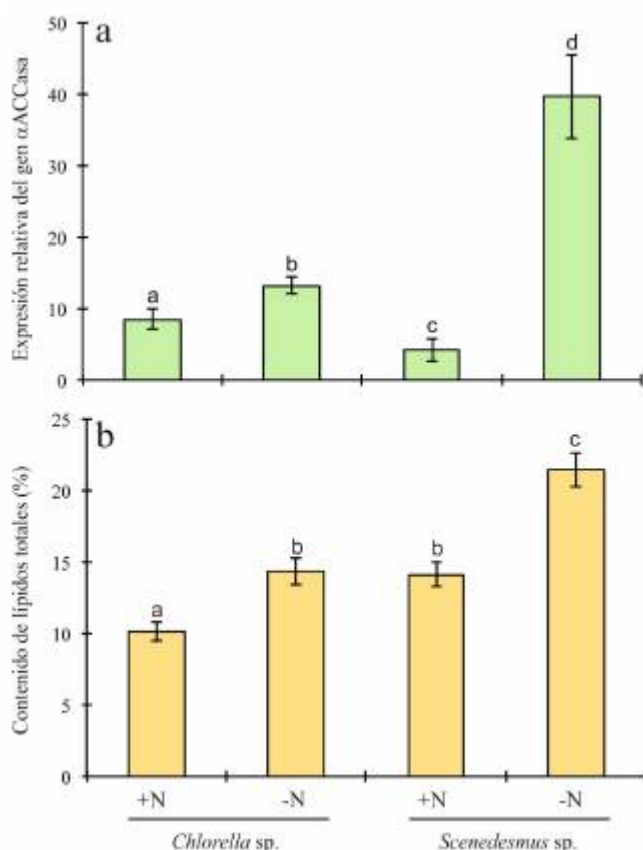 a
Expresión relativa del gen αACCasa
50
40
30
20
10
0
a
b
c
d
b
Contenido de lípidos totales (%)
25
20
15
10
5
0
a
b
b
c
+N -N +N -N
Chlorella sp. Scenedesmus sp.